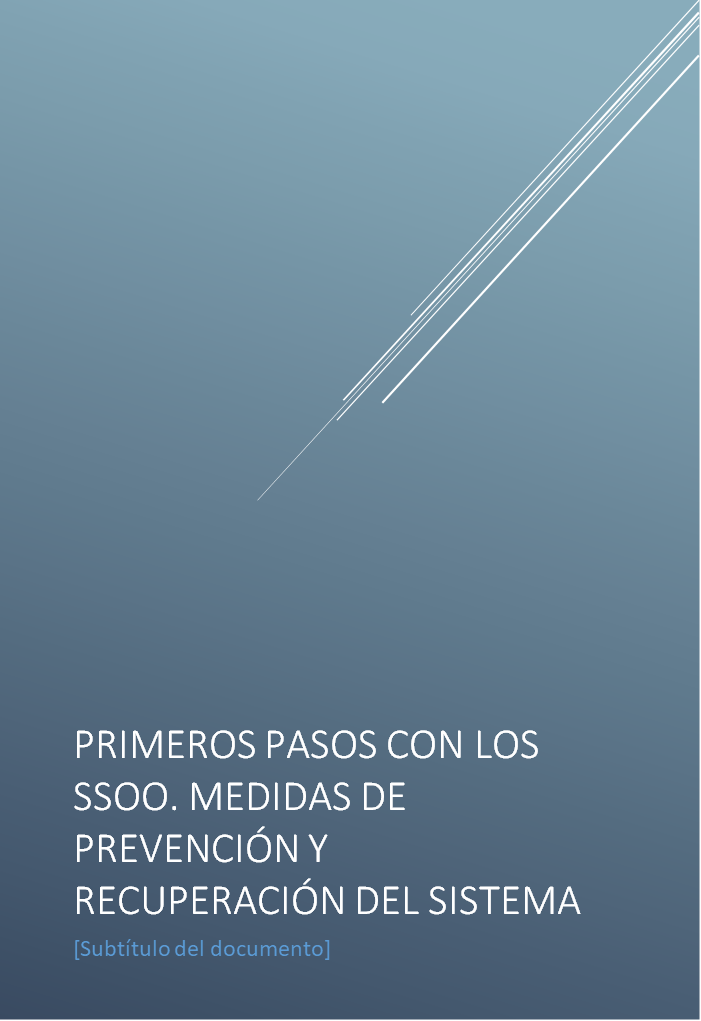 PRIMEROS PASOS CON LOS
SSOO. MEDIDAS DE
PREVENCIÓN Y
RECUPERACIÓN DEL SISTEMA
[Subtítulo del documento]